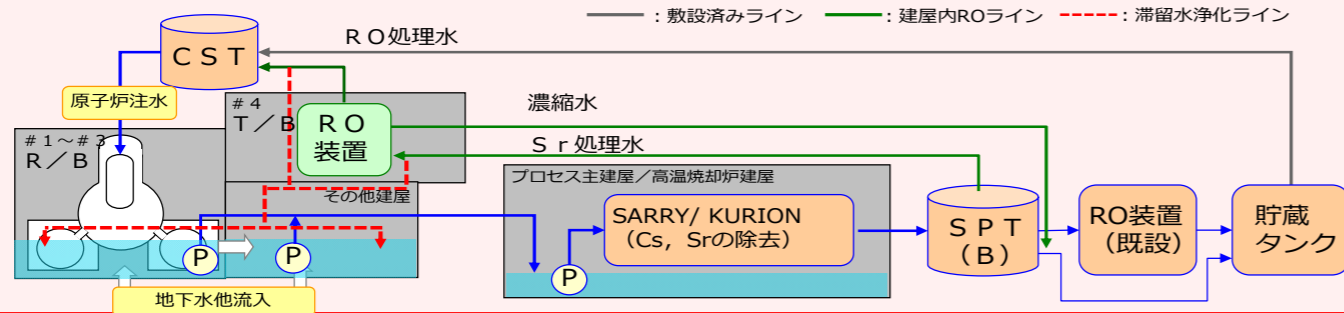 ：敷設済みライン
：建屋内ROライン
：滞留水浄化ライン
ＲＯ処理水
ＣＳＴ
原子炉注水
＃４
Ｔ／Ｂ
ＲＯ
装置
濃縮水
Ｓｒ処理水
＃１～＃３
Ｒ／Ｂ
その他建屋
プロセス主建屋／高温焼却炉建屋
SARRY/ KURION
（Cs，Srの除去）
ＳＰＴ
（Ｂ）
RO装置
（既設）
貯蔵
タンク
P
P
P
地下水他流入